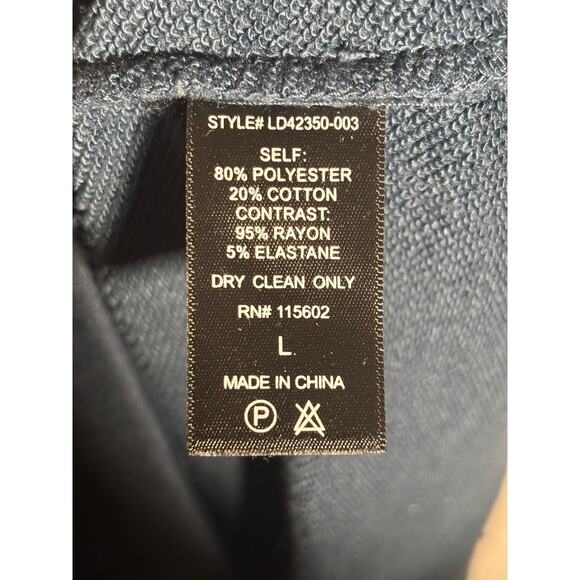 STYLE# LD42350-003
SELF:
80% POLYESTER
20% COTTON
CONTRAST:
95% RAYON
5% ELASTANE
DRY CLEAN ONLY
RN# 115602
L
MADE IN CHINA
P